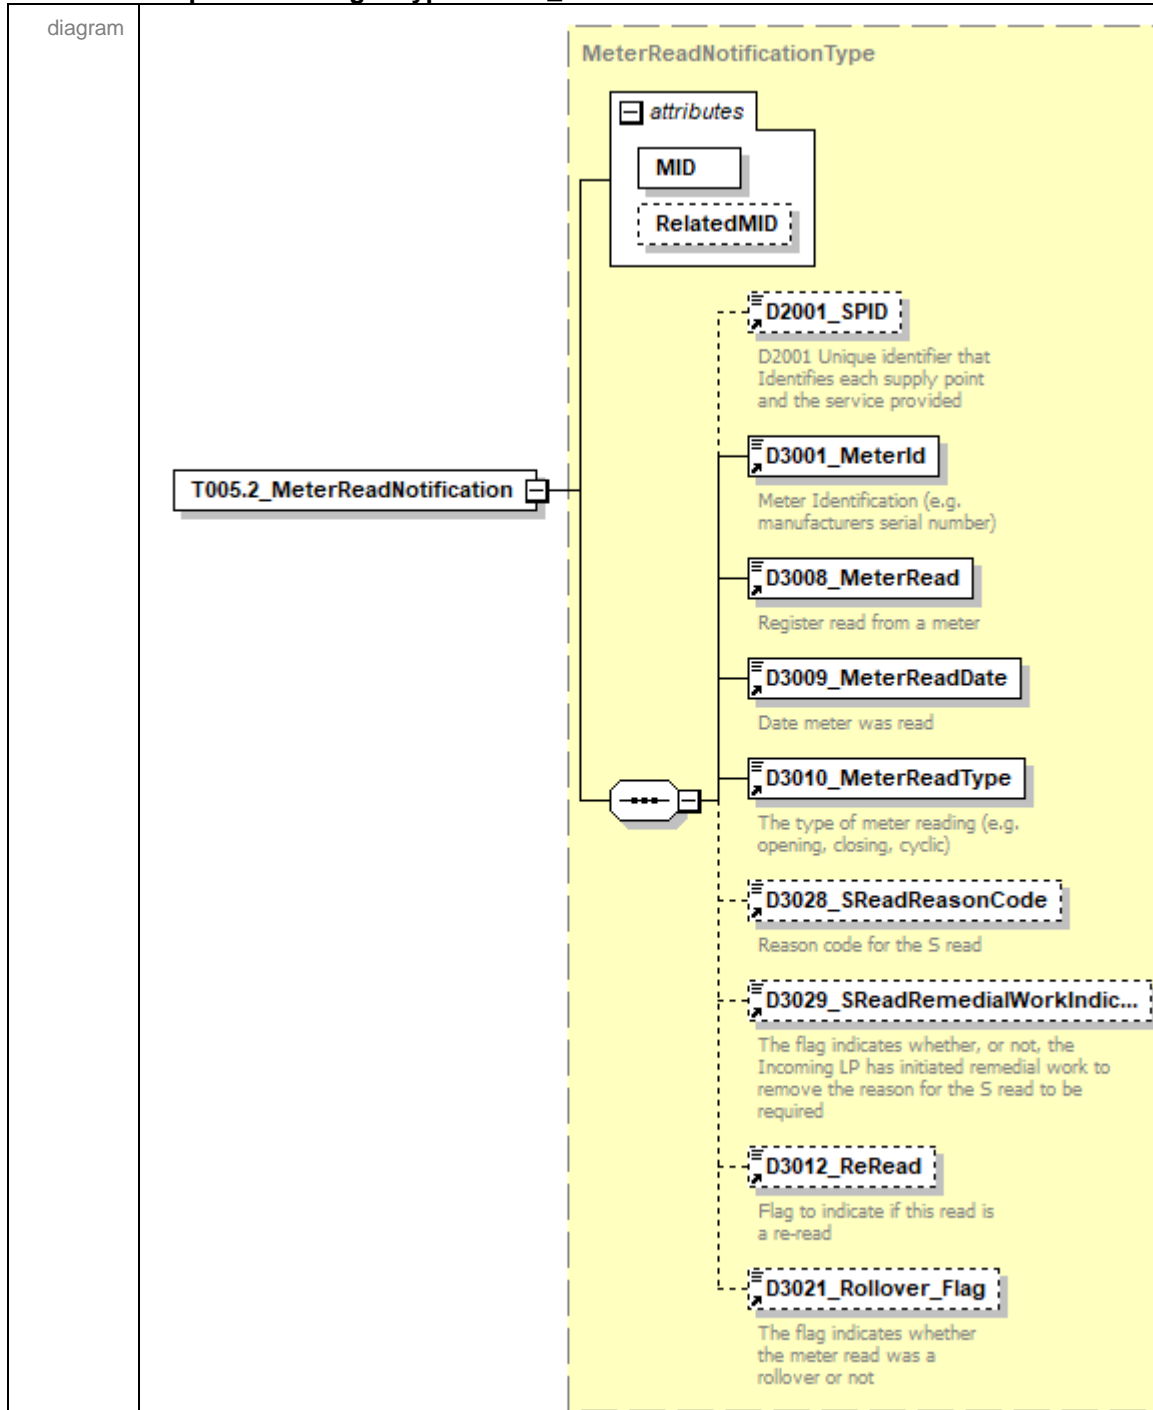 diagram
MeterReadNotificationType
attributes
MID
RelatedMID
D2001_SPID
D2001 Unique identifier that
Identifies each supply point
and the service provided
D3001_MeterId
Meter Identification (e.g.
manufacturers serial number)
T005.2_MeterReadNotification
D3008_MeterRead
Register read from a meter
D3009_MeterReadDate
Date meter was read
D3010_MeterReadType
The type of meter reading (e.g.
opening, closing, cyclic)
D3028_SReadReasonCode
Reason code for the S read
D3029_SReadRemedialWorkIndic...
The flag indicates whether, or not, the
Incoming LP has initiated remedial work to
remove the reason for the S read to be
required
D3012_ReRead
Flag to indicate if this read is
a re-read
D3021_Rollover_Flag
The flag indicates whether
the meter read was a
rollover or not